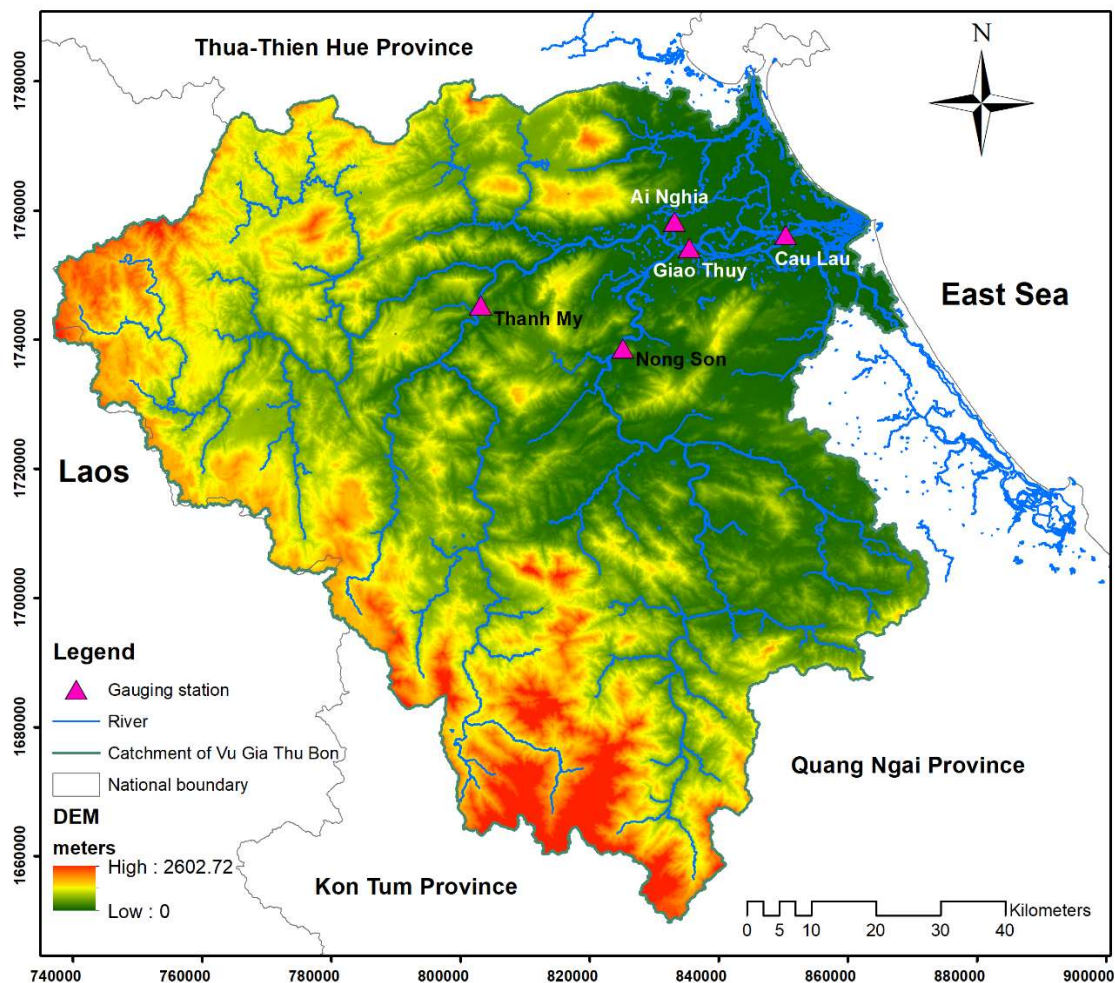 Thua-Thien Hue Province
N
Ai Nghia
Giao Thuy
Cau Lau
East Sea
Thanh My
Nong Son
Laos
Quang Ngai Province
Kon Tum Province
Legend
Gauging station
River
Catchment of Vu Gia Thu Bon
National boundary
DEM
meters
High : 2602.72
Low : 0
Kilometers
0 5 10 20 30 40
1780000
1760000
1740000
1720000
1700000
1680000
1660000
740000 760000 780000 800000 820000 840000 860000 880000 900000